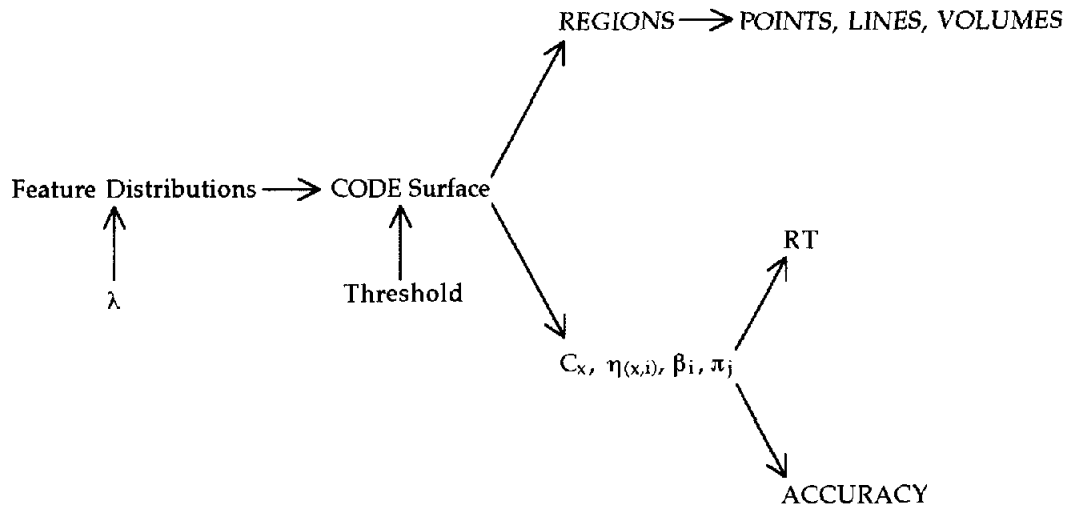 REGIONS
POINTS, LINES, VOLUMES
Feature Distributions
CODE Surface
RT
λ
Threshold
Cx, η(x,i), βi, πj
ACCURACY